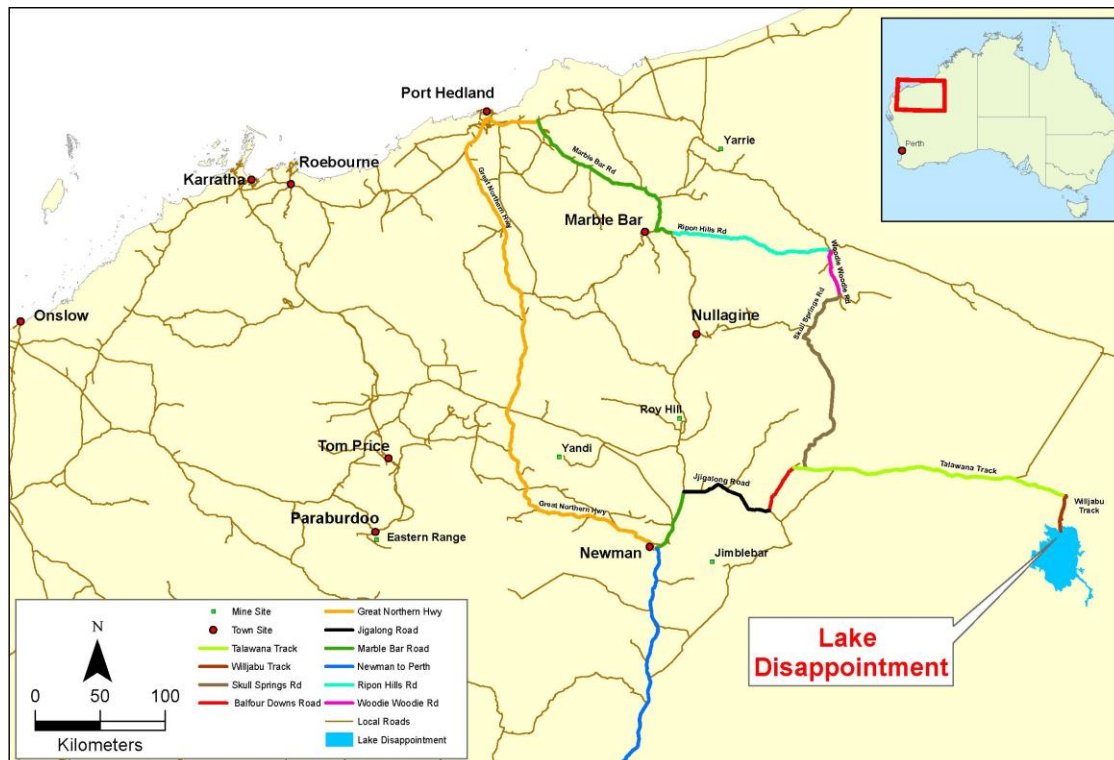 Port Hedland
Roebourne
Karratha
Yarrie
Perth
Marble Bar Rd
Great Northern Hwy
Marble Bar
Ripon Hills Rd
Woodie Woodie Rd
Skull Springs Rd
Onslow
Nullagine
Roy Hill
Tom Price
Yandi
Jjigalong Road
Talawana Track
Willjabu
Track
Great Northern Hwy
Paraburdoo
Eastern Range
Newman
Jimblebar
Lake
Disappointment
Mine Site
Town Site
Talawana Track
Willjabu Track
Skull Springs Rd
Balfour Downs Road
Great Northern Hwy
Jigalong Road
Marble Bar Road
Newman to Perth
Ripon Hills Rd
Woodie Woodie Rd
Local Roads
Lake Disappointment
N
0 50 100
Kilometers